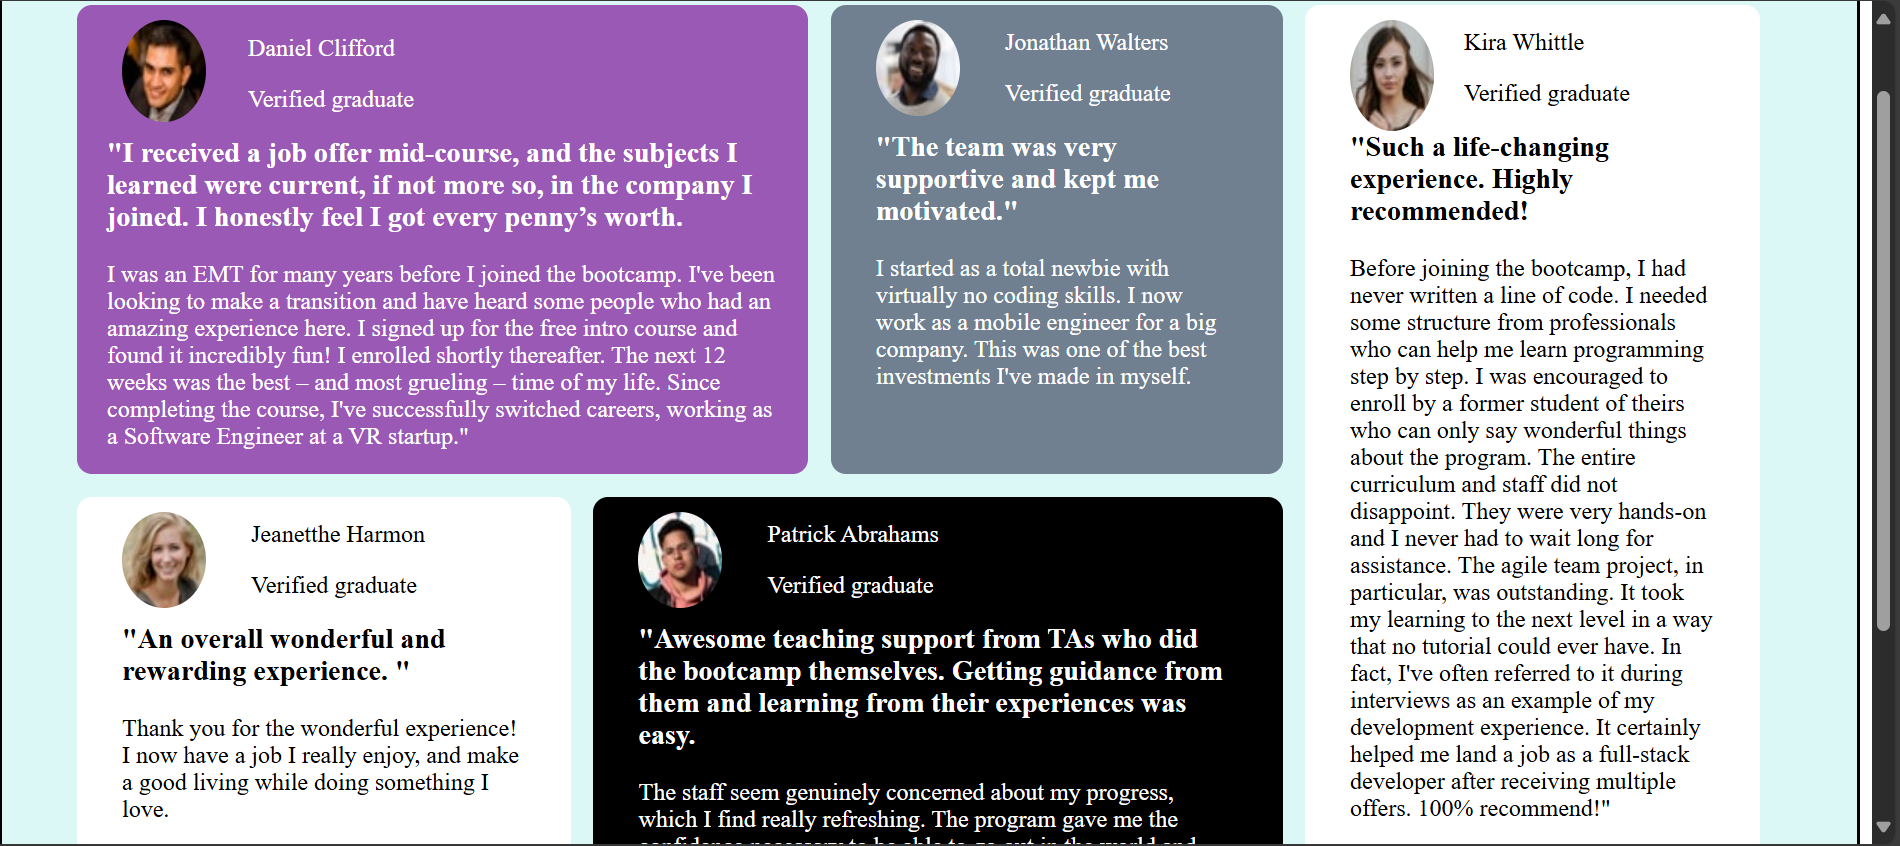 Daniel Clifford
Verified graduate
"I received a job offer mid-course, and the subjects I
learned were current, if not more so, in the company I
joined. I honestly feel I got every penny’s worth.
I was an EMT for many years before I joined the bootcamp. I've been
looking to make a transition and have heard some people who had an
amazing experience here. I signed up for the free intro course and
found it incredibly fun! I enrolled shortly thereafter. The next 12
weeks was the best – and most grueling – time of my life. Since
completing the course, I've successfully switched careers, working as
a Software Engineer at a VR startup."
Jonathan Walters
Verified graduate
"The team was very
supportive and kept me
motivated."
I started as a total newbie with
virtually no coding skills. I now
work as a mobile engineer for a big
company. This was one of the best
investments I've made in myself.
Kira Whittle
Verified graduate
"Such a life-changing
experience. Highly
recommended!
Before joining the bootcamp, I had
never written a line of code. I needed
some structure from professionals
who can help me learn programming
step by step. I was encouraged to
enroll by a former student of theirs
who can only say wonderful things
about the program. The entire
curriculum and staff did not
disappoint. They were very hands-on
and I never had to wait long for
assistance. The agile team project, in
particular, was outstanding. It took
my learning to the next level in a way
that no tutorial could ever have. In
fact, I've often referred to it during
interviews as an example of my
development experience. It certainly
helped me land a job as a full-stack
developer after receiving multiple
offers. 100% recommend!"
Jeanetthe Harmon
Verified graduate
"An overall wonderful and
rewarding experience. "
Thank you for the wonderful experience!
I now have a job I really enjoy, and make
a good living while doing something I
love.
Patrick Abrahams
Verified graduate
"Awesome teaching support from TAs who did
the bootcamp themselves. Getting guidance from
them and learning from their experiences was
easy.
The staff seem genuinely concerned about my progress,
which I find really refreshing. The program gave me the
confidence necessary to be able to go out in the world and